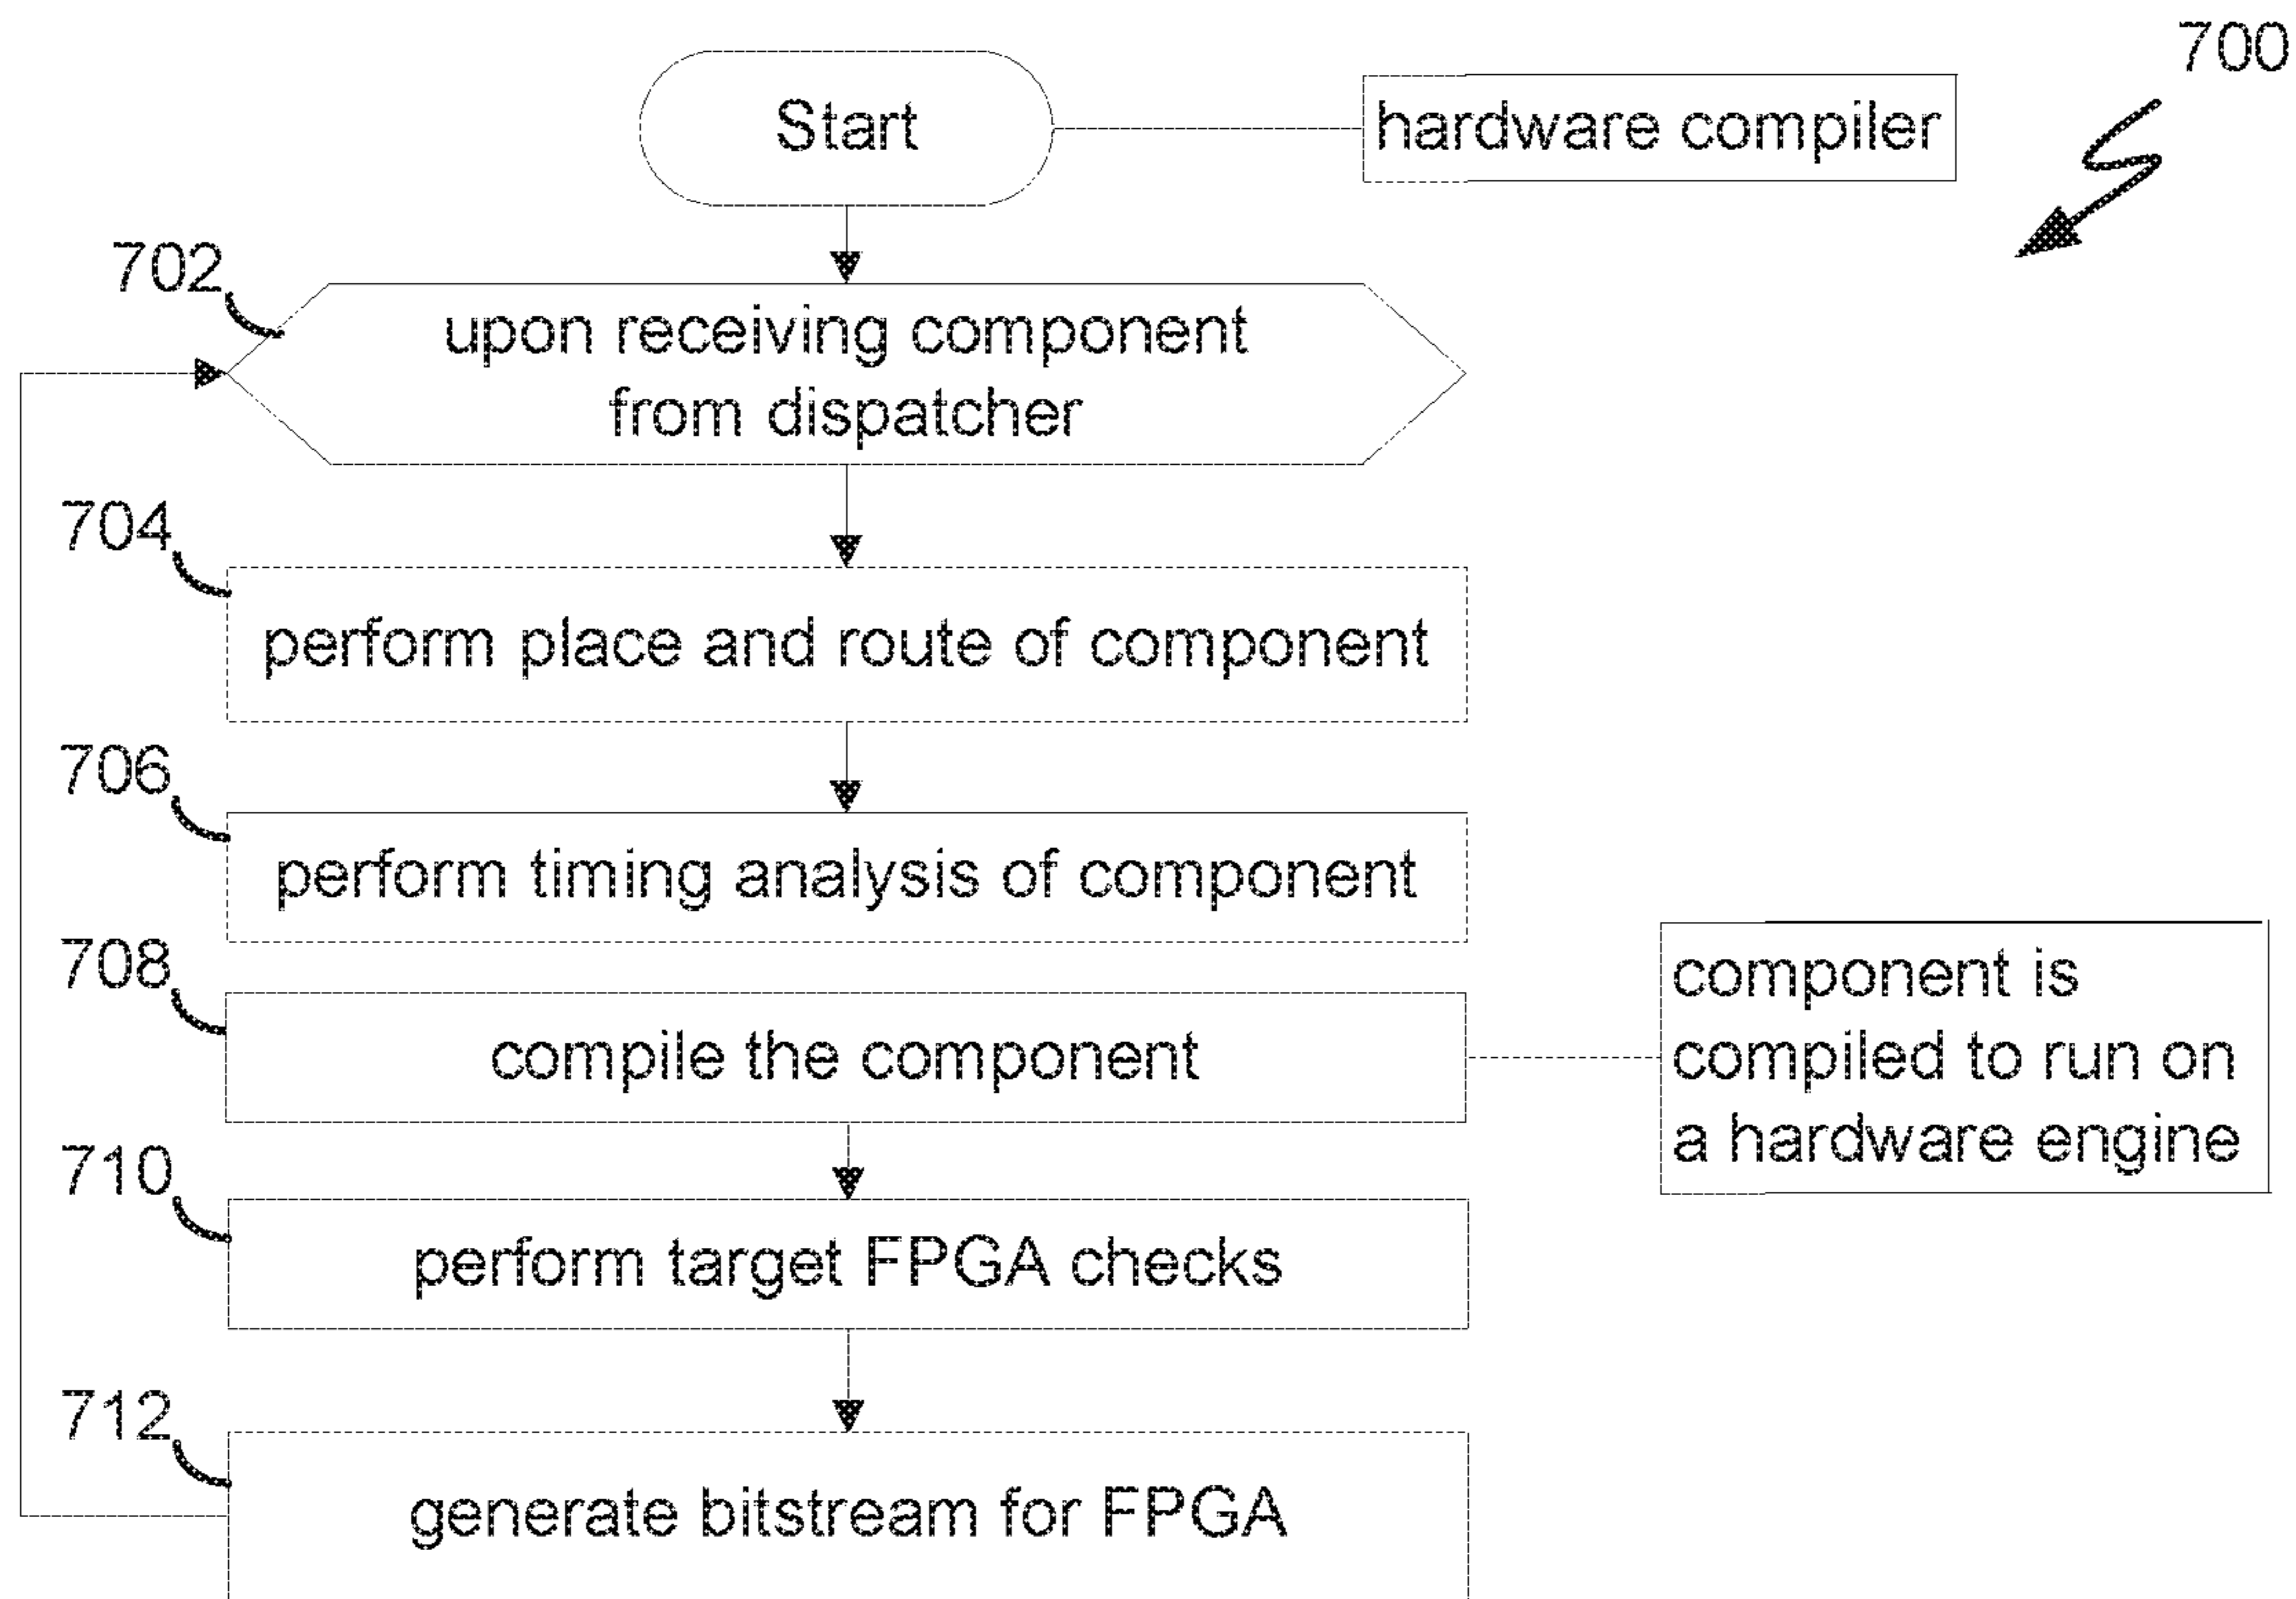 700
Start
hardware compiler
702
upon receiving component
from dispatcher
704
perform place and route of component
706
perform timing analysis of component
708
compile the component
component is
compiled to run on
a hardware engine
710
perform target FPGA checks
712
generate bitstream for FPGA